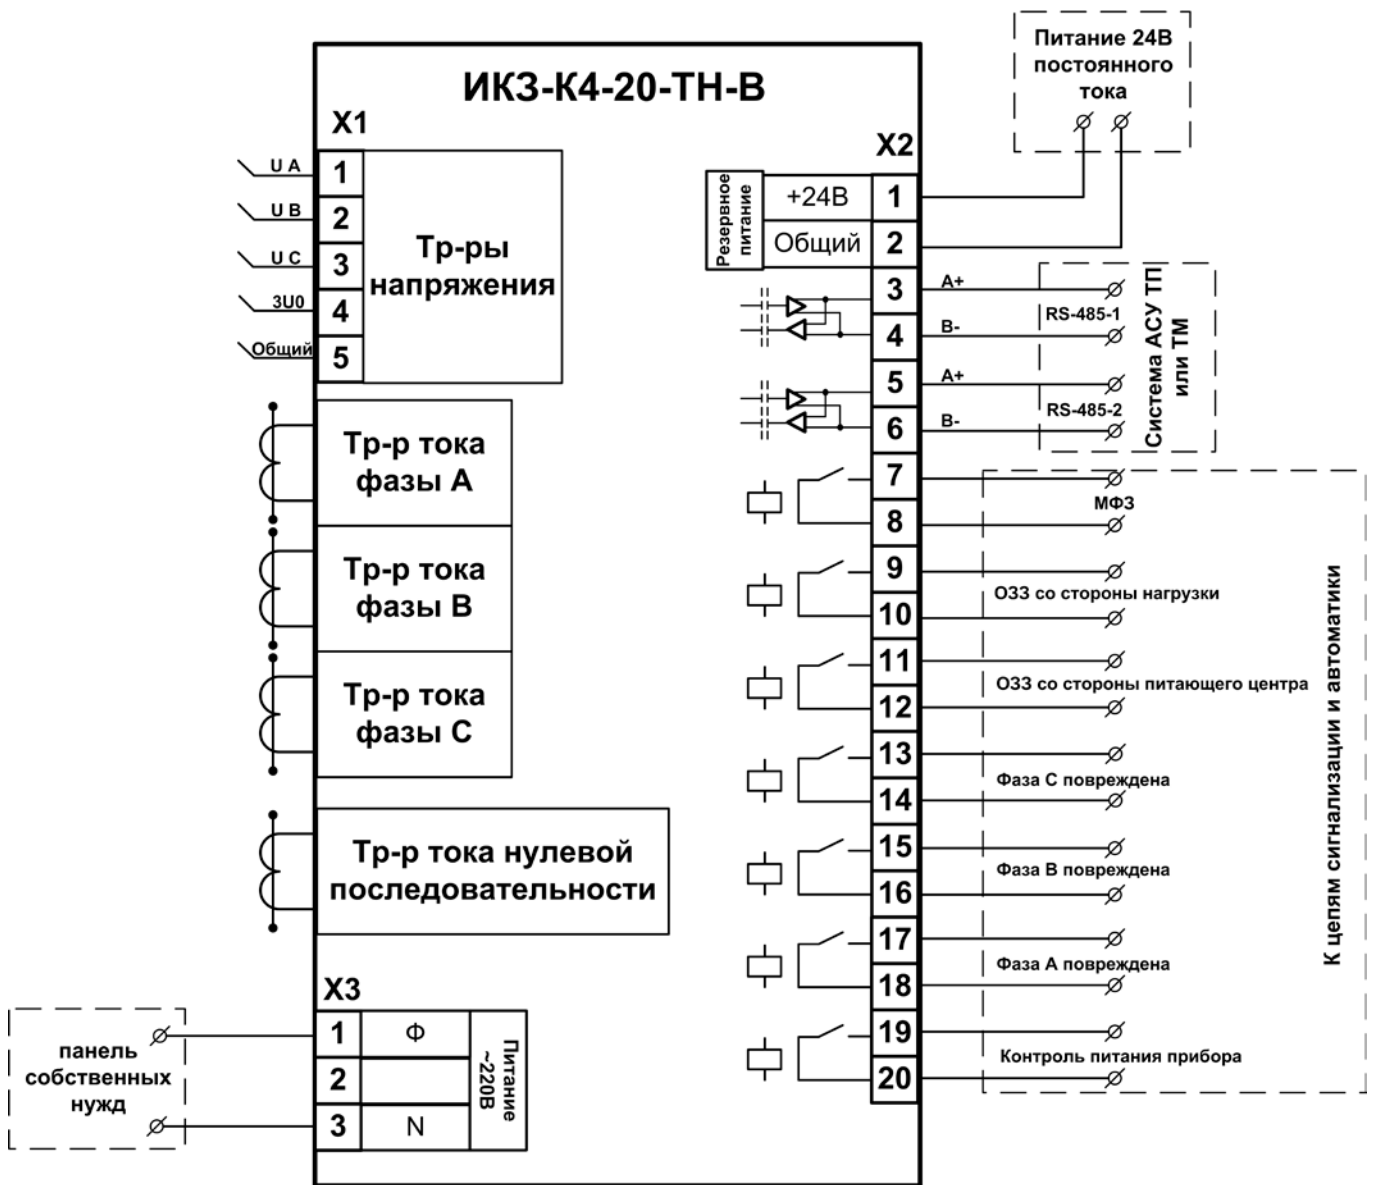 Питание 24В
постоянного
тока
ИКЗ-К4-20-ТН-В
X1
U A
1
U B
2
U C
3
3U0
4
Общий
5
Тр-ры
напряжения
Тр-р тока
фазы А
Тр-р тока
фазы В
Тр-р тока
фазы С
Тр-р тока нулевой
последовательности
X3
1
Ф
2
3
N
Питание
~220В
панель
собственных
нужд
X2
Резервное
питание
+24В
1
Общий
2
3
A+
RS-485-1
4
B-
5
A+
RS-485-2
6
B-
Система АСУ ТП
или ТМ
7
МФЗ
8
9
ОЗЗ со стороны нагрузки
10
11
ОЗЗ со стороны питающего центра
12
13
Фаза С повреждена
14
15
Фаза В повреждена
16
17
Фаза А повреждена
18
19
Контроль питания прибора
20
К цепям сигнализации и автоматики